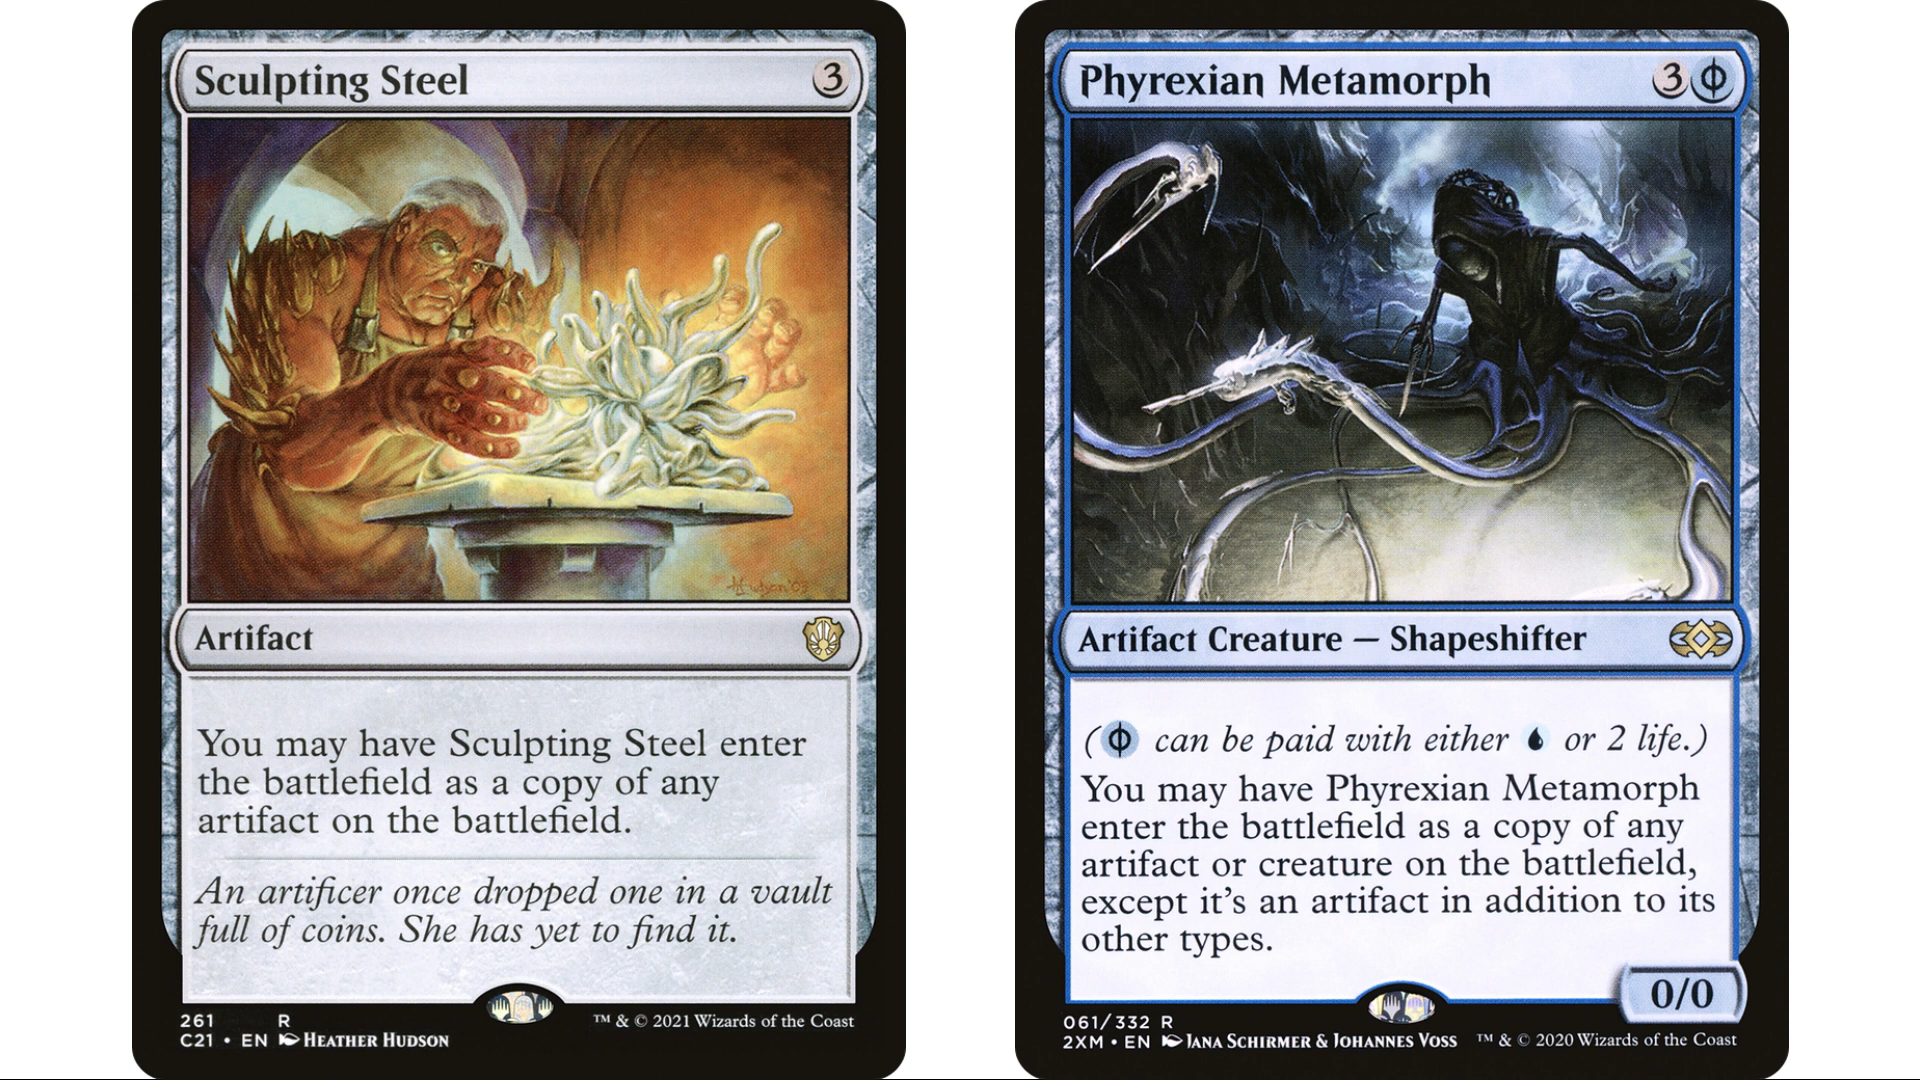 Sculpting Steel 3
Hudson '03
Artifact
You may have Sculpting Steel enter
the battlefield as a copy of any
artifact on the battlefield.
An artificer once dropped one in a vault
full of coins. She has yet to find it.
261 R
C21 • EN HEATHER HUDSON
™ & © 2021 Wizards of the Coast
Phyrexian Metamorph 3
Artifact Creature — Shapeshifter
( can be paid with either or 2 life.)
You may have Phyrexian Metamorph
enter the battlefield as a copy of any
artifact or creature on the battlefield,
except it's an artifact in addition to its
other types.
0/0
061/332 R
2XM • EN JANA SCHIRMER & JOHANNES VOSS
™ & © 2020 Wizards of the Coast